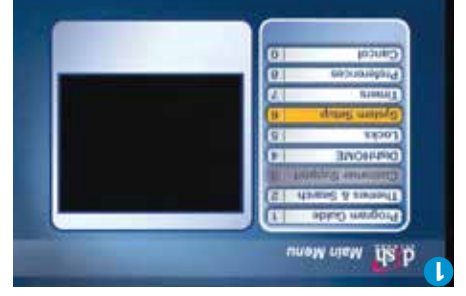 1
dish Main Menu
Program Guide 1
Themes & Search 2
Customer Support 3
DishHOME 4
Locks 5
System Setup 6
Timers 7
Preferences 8
Cancel 0